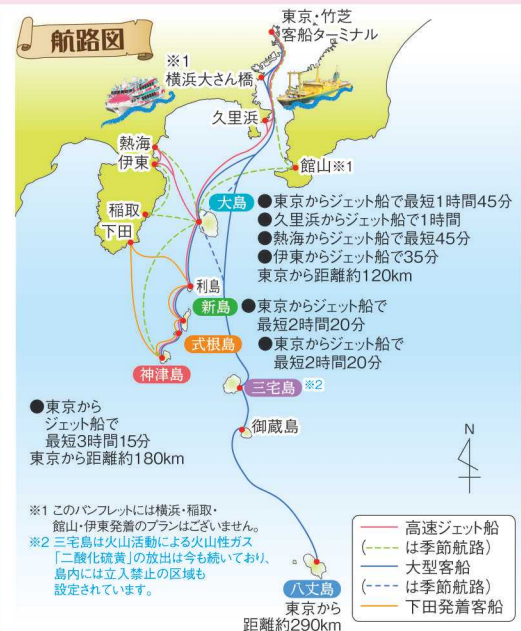 航路図
東京・竹芝
客船ターミナル
※1
横浜大さん橋
久里浜
熱海
伊東
館山※1
稲取
下田
大島
●東京からジェット船で最短1時間45分
●久里浜からジェット船で1時間
●熱海からジェット船で最短45分
●伊東からジェット船で35分
東京から距離約120km
利島
新島
●東京からジェット船で
最短2時間20分
式根島
●東京からジェット船で
最短2時間20分
神津島
三宅島 ※2
●東京から
ジェット船で
最短3時間15分
東京から距離約180km
御蔵島
N
※1 このパンフレットには横浜・稲取・
館山・伊東発着のプランはございません。
※2 三宅島は火山活動による火山性ガス
「二酸化硫黄」の放出は今も続いており、
島内には立入禁止の区域も
設定されています。
八丈島
東京から
距離約290km
高速ジェット船
(-----は季節航路)
大型客船
(-----は季節航路)
下田発着客船